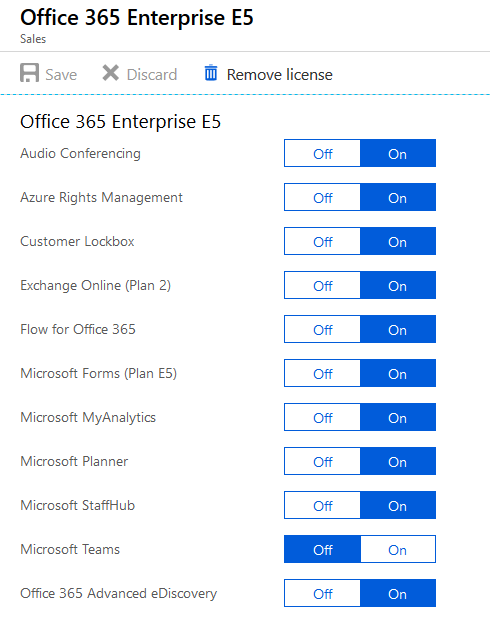 Office 365 Enterprise E5
Sales
Save Discard Remove license
Office 365 Enterprise E5
Audio Conferencing Off On
Azure Rights Management Off On
Customer Lockbox Off On
Exchange Online (Plan 2) Off On
Flow for Office 365 Off On
Microsoft Forms (Plan E5) Off On
Microsoft MyAnalytics Off On
Microsoft Planner Off On
Microsoft StaffHub Off On
Microsoft Teams Off On
Office 365 Advanced eDiscovery Off On